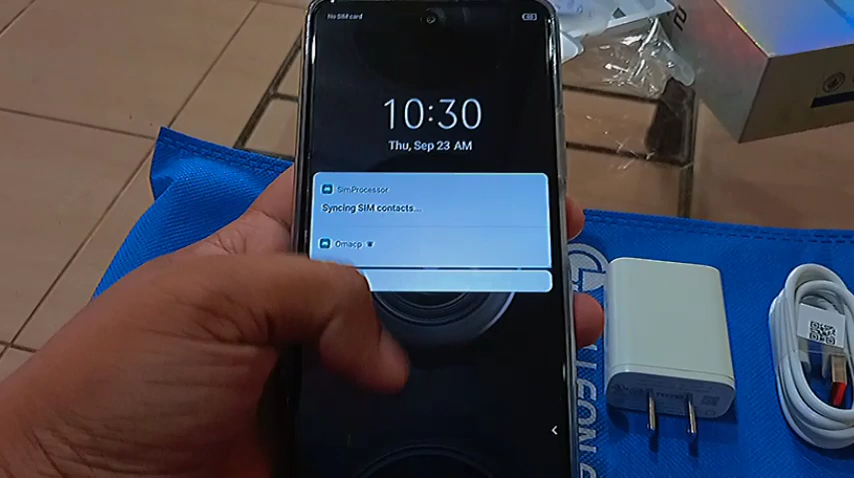 No SIM card
10:30
Thu, Sep 23 AM
SimProcessor
Syncing SIM contacts...
Omacp